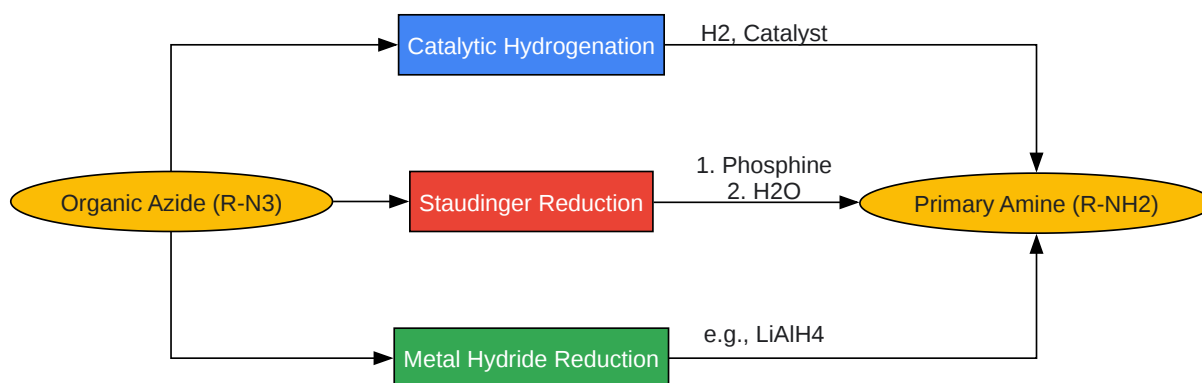 Catalytic Hydrogenation
H2, Catalyst
Organic Azide (R-N3)
Staudinger Reduction
1. Phosphine
2. H2O
Primary Amine (R-NH2)
Metal Hydride Reduction
e.g., LiAlH4